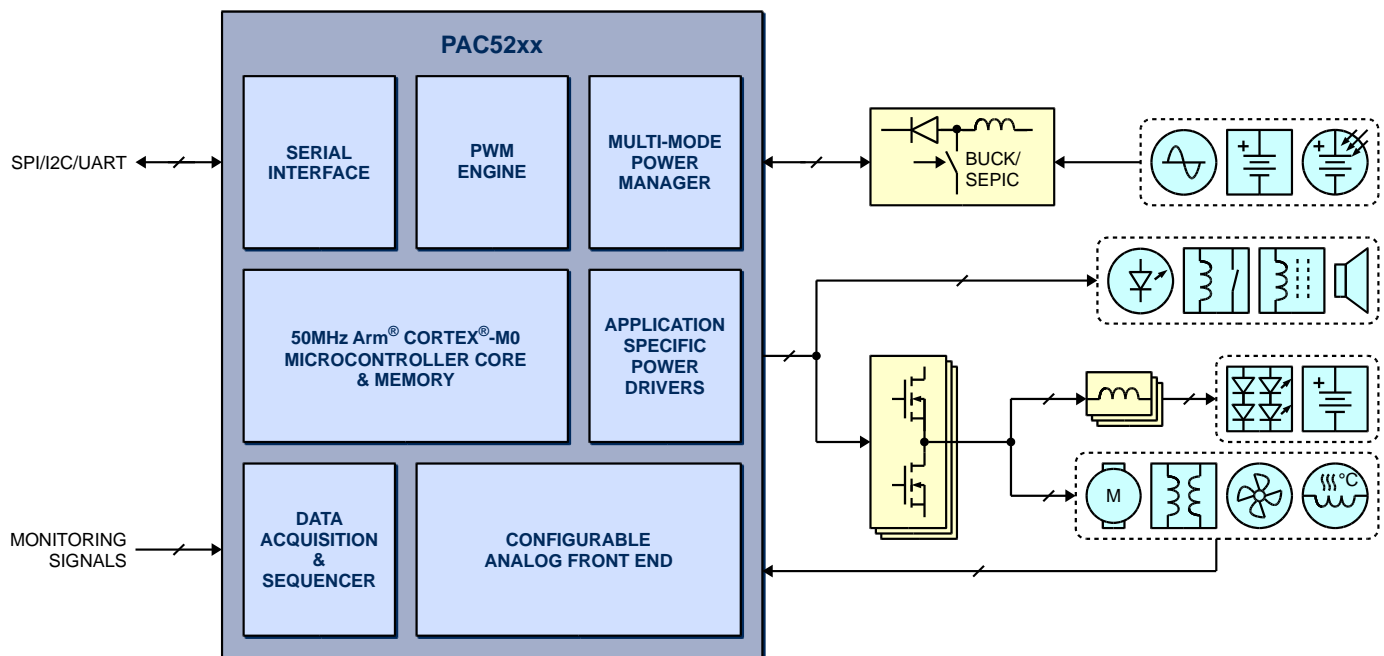 PAC52xx
SERIAL
INTERFACE
PWM
ENGINE
MULTI-MODE
POWER
MANAGER
SPI/I2C/UART
BUCK/
SEPIC
+
+
50MHz Arm® CORTEX®-M0
MICROCONTROLLER CORE
& MEMORY
APPLICATION
SPECIFIC
POWER
DRIVERS
+
M
°C
DATA
ACQUISITION
&
SEQUENCER
CONFIGURABLE
ANALOG FRONT END
MONITORING
SIGNALS